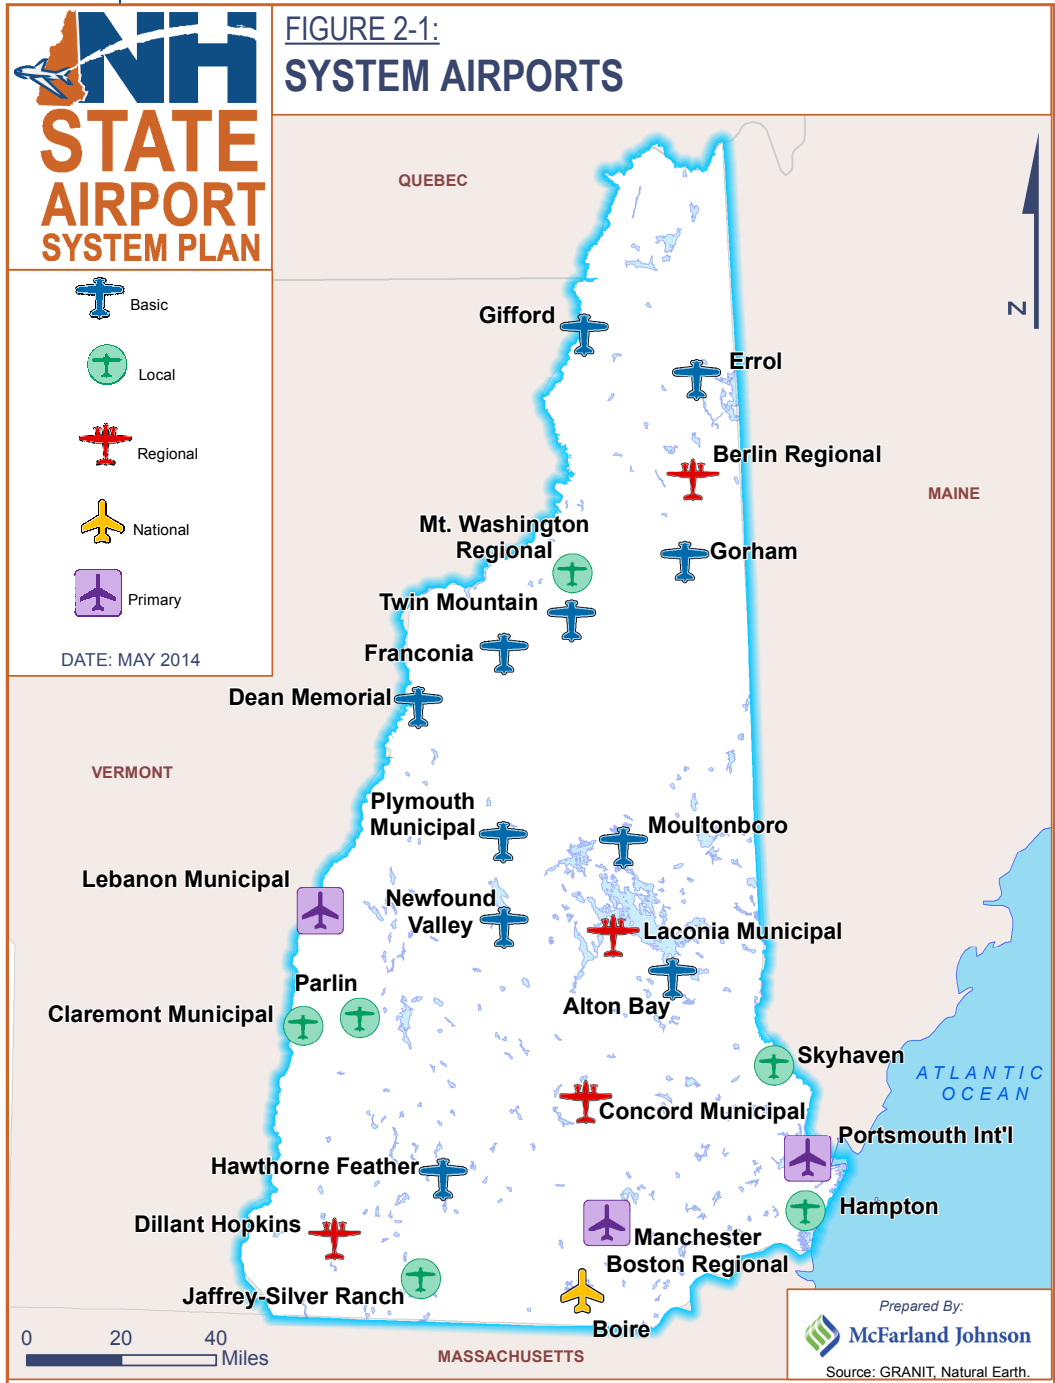 NH
STATE
AIRPORT
SYSTEM PLAN
FIGURE 2-1:
SYSTEM AIRPORTS
Basic
Local
Regional
National
Primary
DATE: MAY 2014
QUEBEC
N
Gifford
Errol
Berlin Regional
MAINE
Mt. Washington
Regional
Gorham
Twin Mountain
Franconia
Dean Memorial
VERMONT
Plymouth
Municipal
Moultonboro
Lebanon Municipal
Newfound
Valley
Laconia Municipal
Parlin
Alton Bay
Claremont Municipal
Skyhaven
ATLANTIC
OCEAN
Concord Municipal
Portsmouth Int'l
Hawthorne Feather
Hampton
Dillant Hopkins
Manchester
Boston Regional
Jaffrey-Silver Ranch
Boire
0 20 40
Miles
MASSACHUSETTS
Prepared By:
McFarland Johnson
Source: GRANIT, Natural Earth.